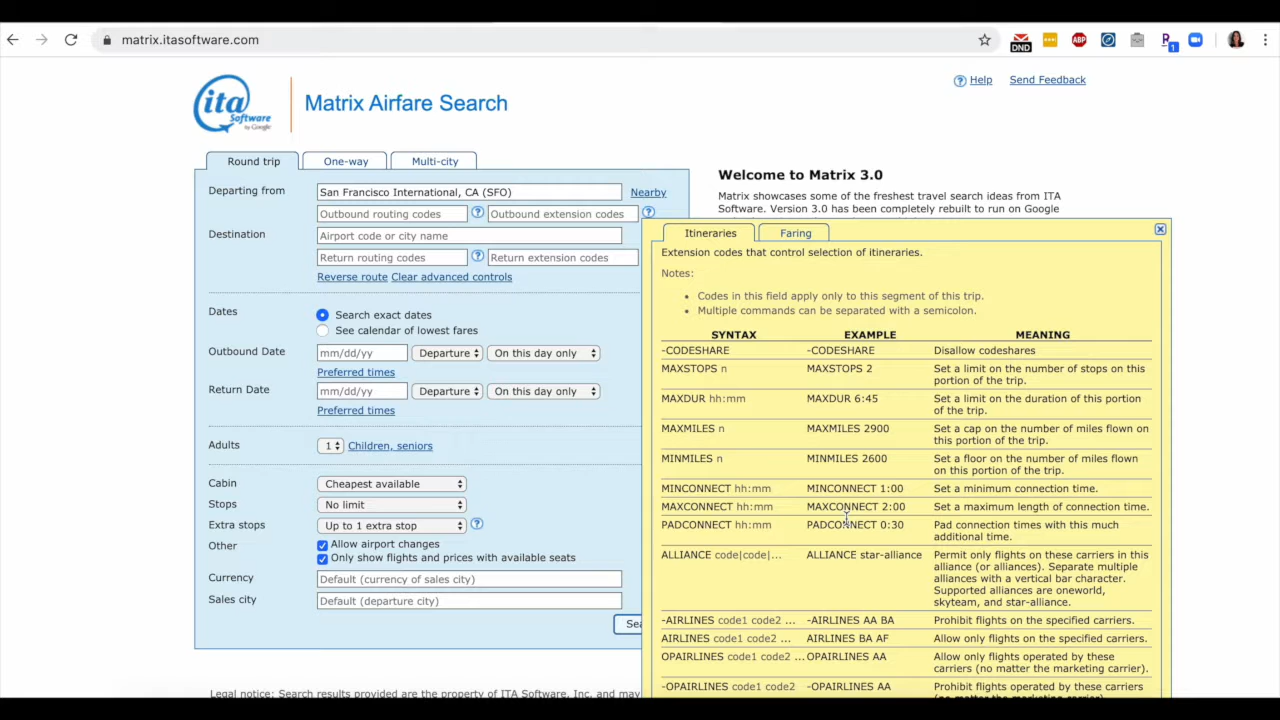 matrix.itasoftware.com
DND
ABP
R
1
Help Send Feedback
ita
Software
by Google
Matrix Airfare Search
Round trip One-way Multi-city
Departing from San Francisco International, CA (SFO) Nearby
Outbound routing codes ? Outbound extension codes ?
Destination Airport code or city name
Return routing codes ? Return extension codes
Reverse route Clear advanced controls
Dates Search exact dates
See calendar of lowest fares
Outbound Date mm/dd/yy Departure On this day only
Preferred times
Return Date mm/dd/yy Departure On this day only
Preferred times
Adults 1 Children, seniors
Cabin Cheapest available
Stops No limit
Extra stops Up to 1 extra stop ?
Other Allow airport changes
Only show flights and prices with available seats
Currency Default (currency of sales city)
Sales city Default (departure city)
Sea
Legal notice: Search results provided are the property of ITA Software, Inc. and may
Welcome to Matrix 3.0
Matrix showcases some of the freshest travel search ideas from ITA
Software. Version 3.0 has been completely rebuilt to run on Google
Itineraries Faring
Extension codes that control selection of itineraries.
Notes:
• Codes in this field apply only to this segment of this trip.
• Multiple commands can be separated with a semicolon.
SYNTAX EXAMPLE MEANING
-CODESHARE -CODESHARE Disallow codeshares
MAXSTOPS n MAXSTOPS 2 Set a limit on the number of stops on this
portion of the trip.
MAXDUR hh:mm MAXDUR 6:45 Set a limit on the duration of this portion
of the trip.
MAXMILES n MAXMILES 2900 Set a cap on the number of miles flown on
this portion of the trip.
MINMILES n MINMILES 2600 Set a floor on the number of miles flown
on this portion of the trip.
MINCONNECT hh:mm MINCONNECT 1:00 Set a minimum connection time.
MAXCONNECT hh:mm MAXCONNECT 2:00 Set a maximum length of connection time.
PADCONNECT hh:mm PADCONNECT 0:30 Pad connection times with this much
additional time.
ALLIANCE code|code|... ALLIANCE star-alliance Permit only flights on these carriers in this
alliance (or alliances). Separate multiple
alliances with a vertical bar character.
Supported alliances are oneworld,
skyteam, and star-alliance.
-AIRLINES code1 code2 ... -AIRLINES AA BA Prohibit flights on the specified carriers.
AIRLINES code1 code2 ... AIRLINES BA AF Allow only flights on the specified carriers.
OPAIRLINES code1 code2 ... OPAIRLINES AA Allow only flights operated by these
carriers (no matter the marketing carrier).
-OPAIRLINES code1 code2 -OPAIRLINES AA Prohibit flights operated by these carriers
(no matter the marketing carrier).